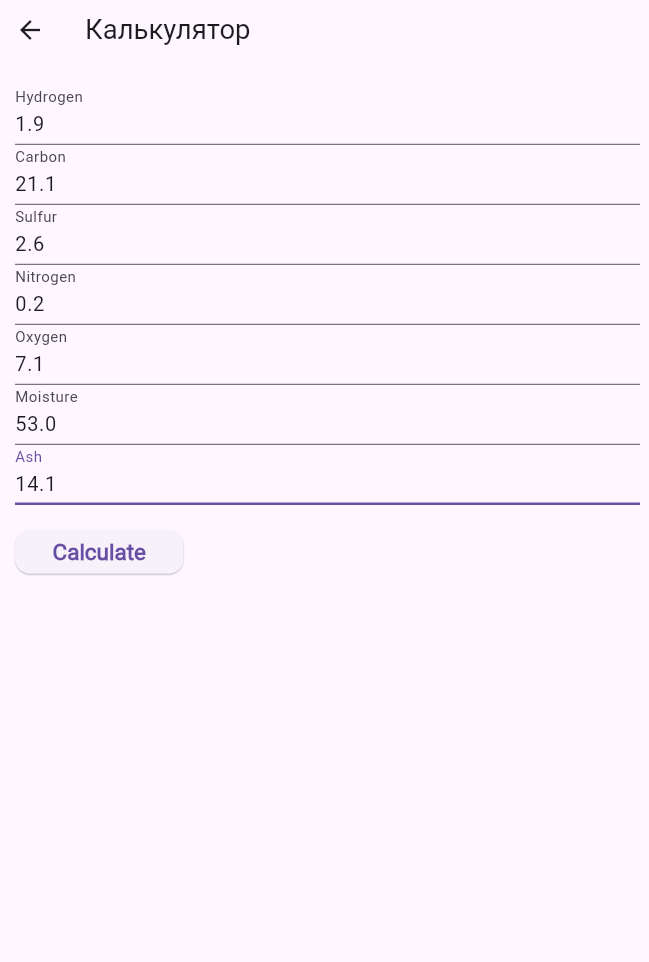 Калькулятор
Hydrogen
1.9
Carbon
21.1
Sulfur
2.6
Nitrogen
0.2
Oxygen
7.1
Moisture
53.0
Ash
14.1
Calculate